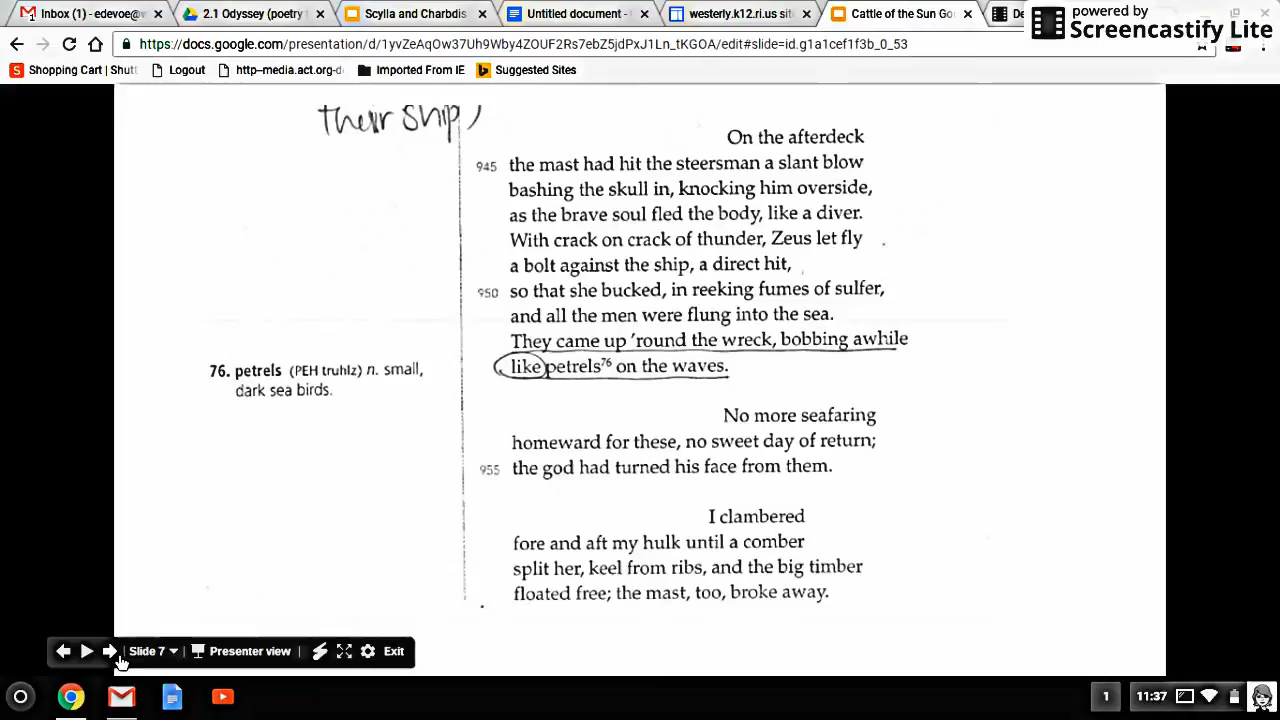 Inbox (1) - edevoe@w
2.1 Odyssey (poetry
Scylla and Charbdis
Untitled document -
westerly.k12.ri.us sit
Cattle of the Sun Go
De
powered by
Screencastify Lite
https://docs.google.com/presentation/d/1yvZeAqOw37Uh9Wby4ZOUF2Rs7ebZ5jdPxJ1Ln_tKGOA/edit#slide=id.g1a1cef1f3b_0_53
Shopping Cart | Shutt
Logout
http--media.act.org-d
Imported From IE
Suggested Sites
their ship,
On the afterdeck
945 the mast had hit the steersman a slant blow
bashing the skull in, knocking him overside,
as the brave soul fled the body, like a diver.
With crack on crack of thunder, Zeus let fly
a bolt against the ship, a direct hit,
950 so that she bucked, in reeking fumes of sulfer,
and all the men were flung into the sea.
They came up 'round the wreck, bobbing awhile
like petrels76 on the waves.
76. petrels (PEH truhlz) n. small,
dark sea birds.
No more seafaring
homeward for these, no sweet day of return;
955 the god had turned his face from them.
I clambered
fore and aft my hulk until a comber
split her, keel from ribs, and the big timber
floated free; the mast, too, broke away.
Slide 7
Presenter view
Exit
1
11:37